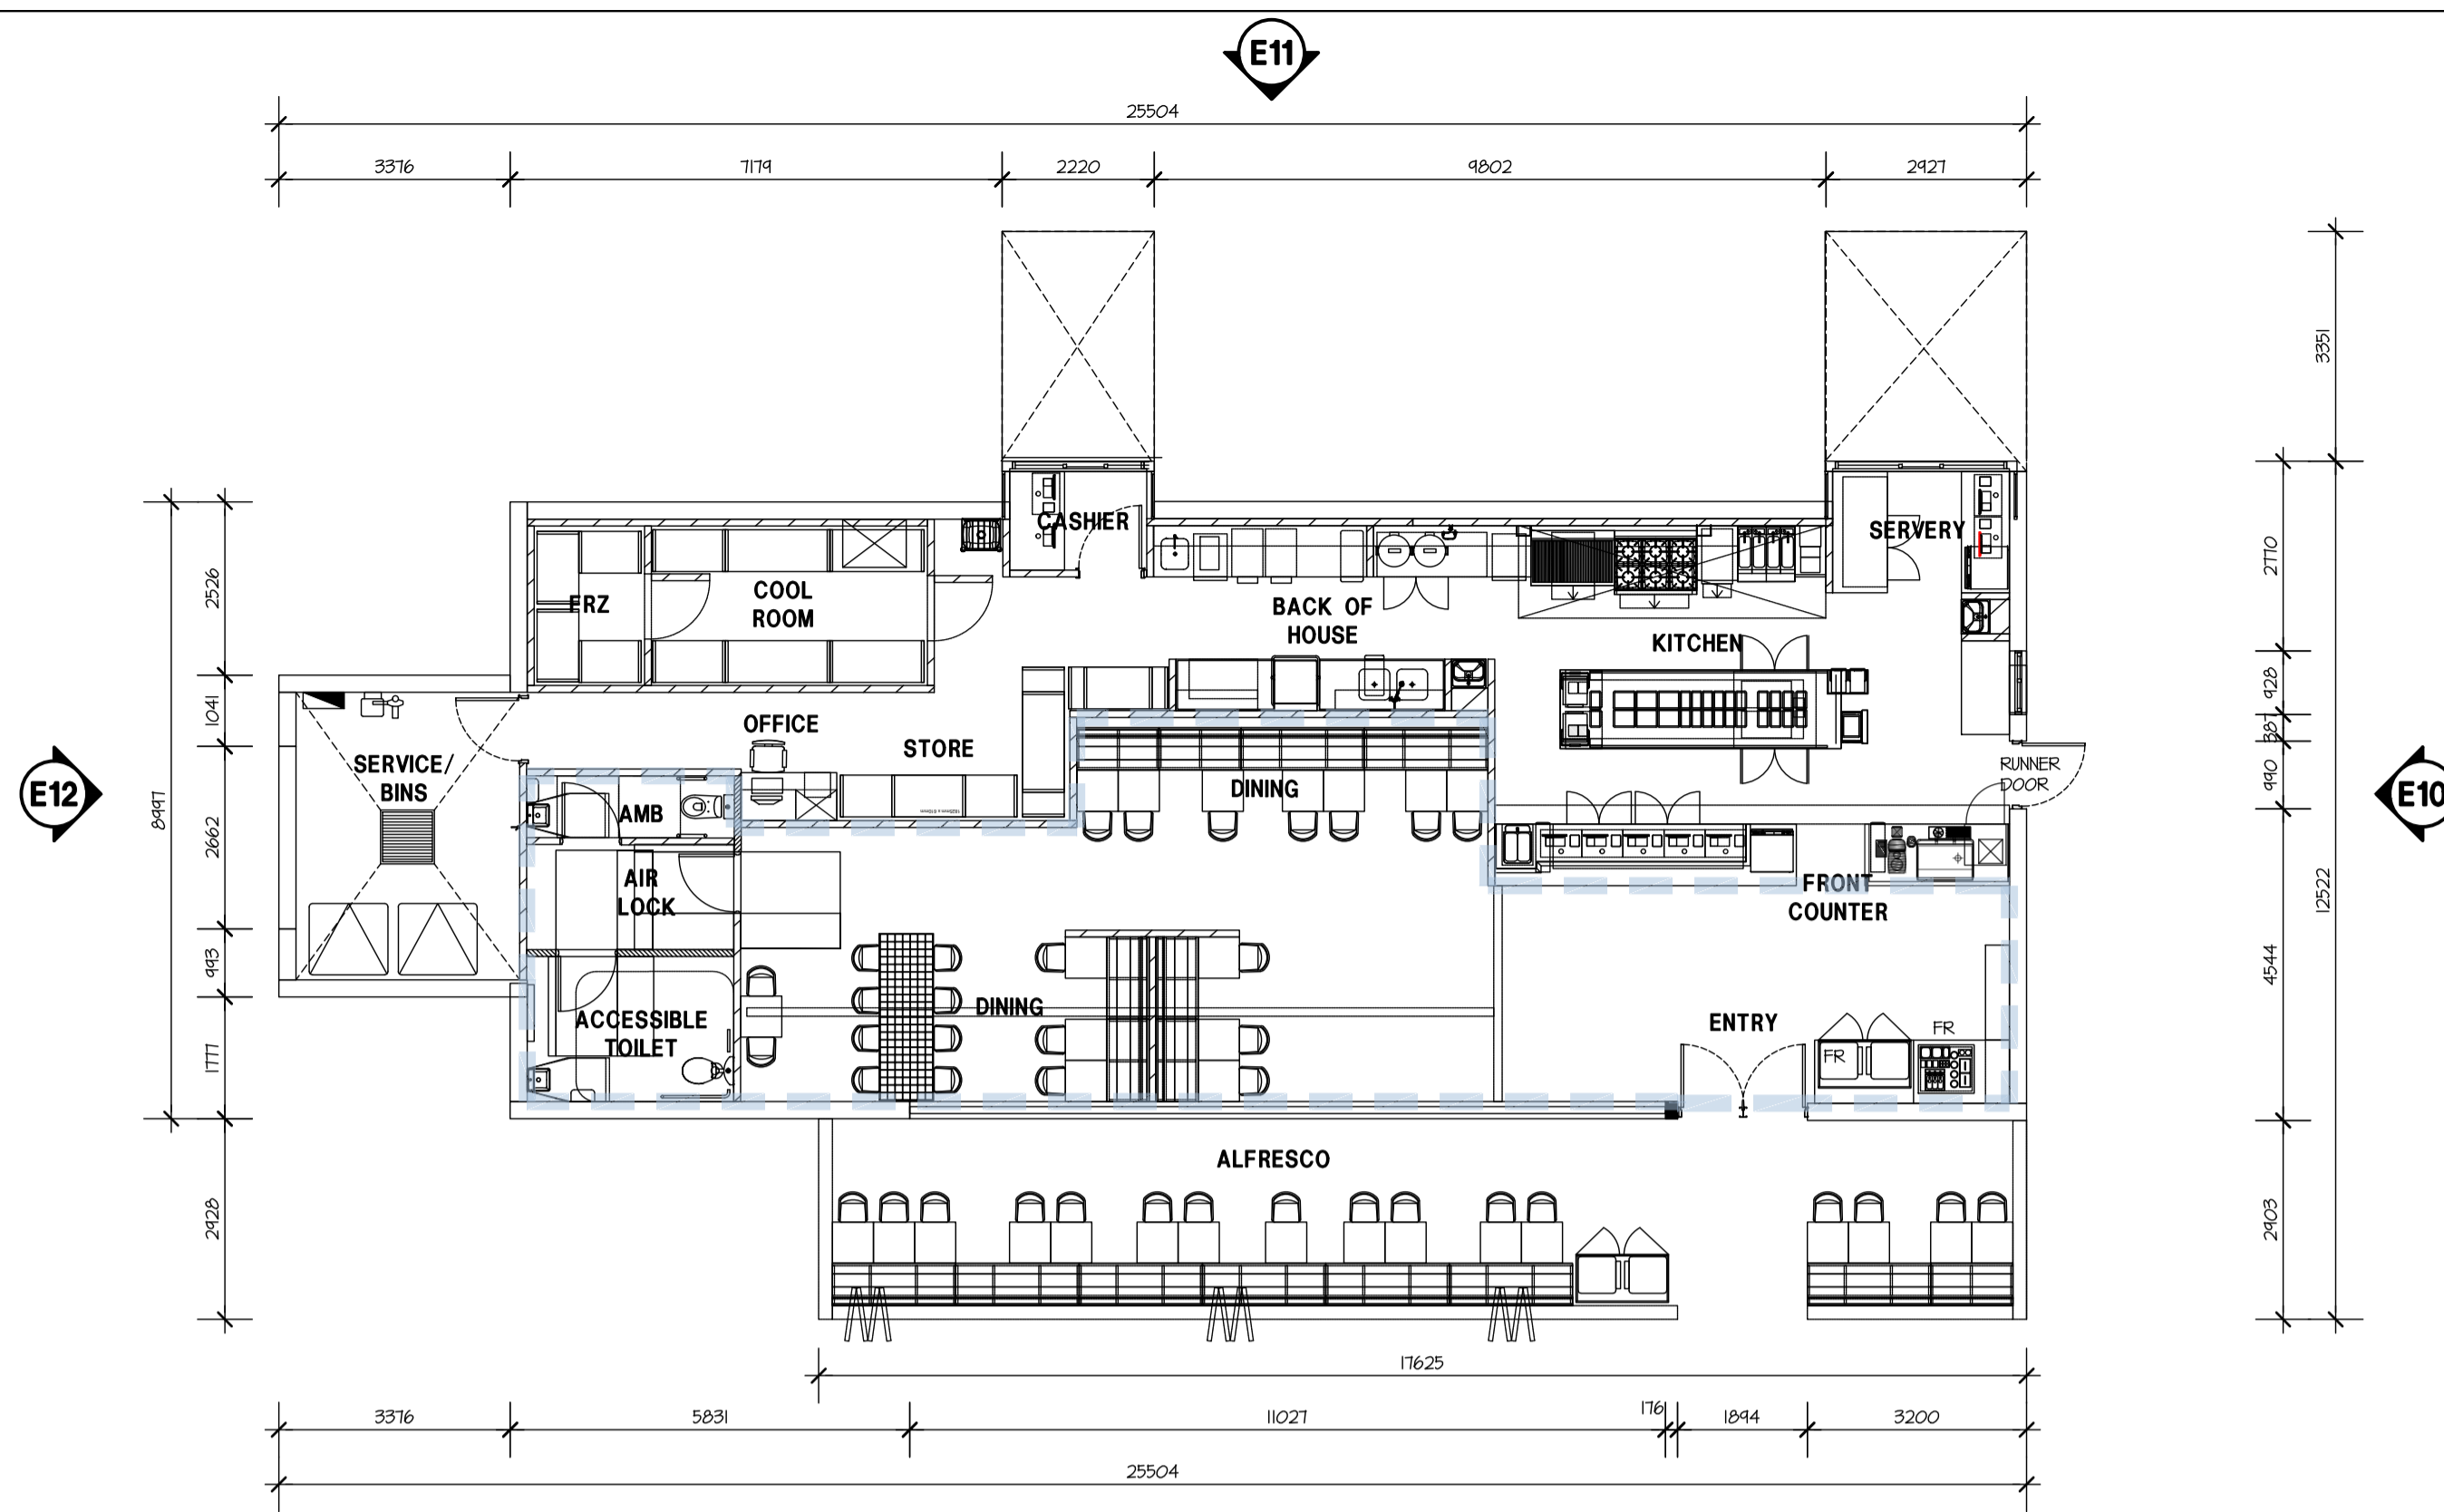 E11
25504
3376
7179
2220
9802
2927
3351
CASHIER
SERVERY
2526
2770
FRZ
COOL
ROOM
BACK OF
HOUSE
KITCHEN
928
1041
387
OFFICE
STORE
SERVICE/
BINS
RUNNER
DOOR
990
DINING
E12
E10
8997
AMB
2662
AIR
LOCK
FRONT
COUNTER
12522
993
4544
DINING
ACCESSIBLE
TOILET
ENTRY
FR
FR
1777
ALFRESCO
2928
2903
17625
3376
5831
11027
176
1894
3200
25504